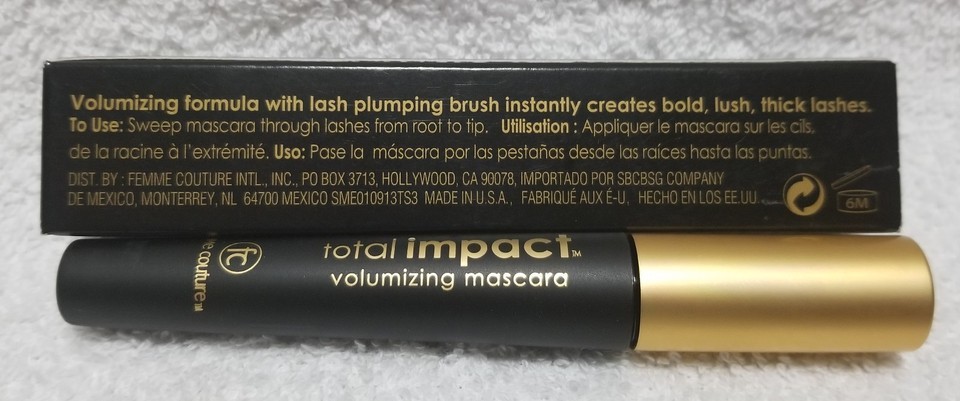 Volumizing formula with lash plumping brush instantly creates bold, lush, thick lashes.
To Use: Sweep mascara through lashes from root to tip. Utilisation : Appliquer le mascara sur les cils,
de la racine à l'extrémité. Uso: Pase la máscara por las pestañas desde las raíces hasta las puntas.
DIST. BY : FEMME COUTURE INTL., INC., PO BOX 3713, HOLLYWOOD, CA 90078, IMPORTADO POR SBCBSG COMPANY
DE MEXICO, MONTERREY, NL 64700 MEXICO SME010913TS3 MADE IN U.S.A., FABRIQUÉ AUX É-U, HECHO EN LOS EE.UU.
6M
couture
fc
total impact™
volumizing mascara